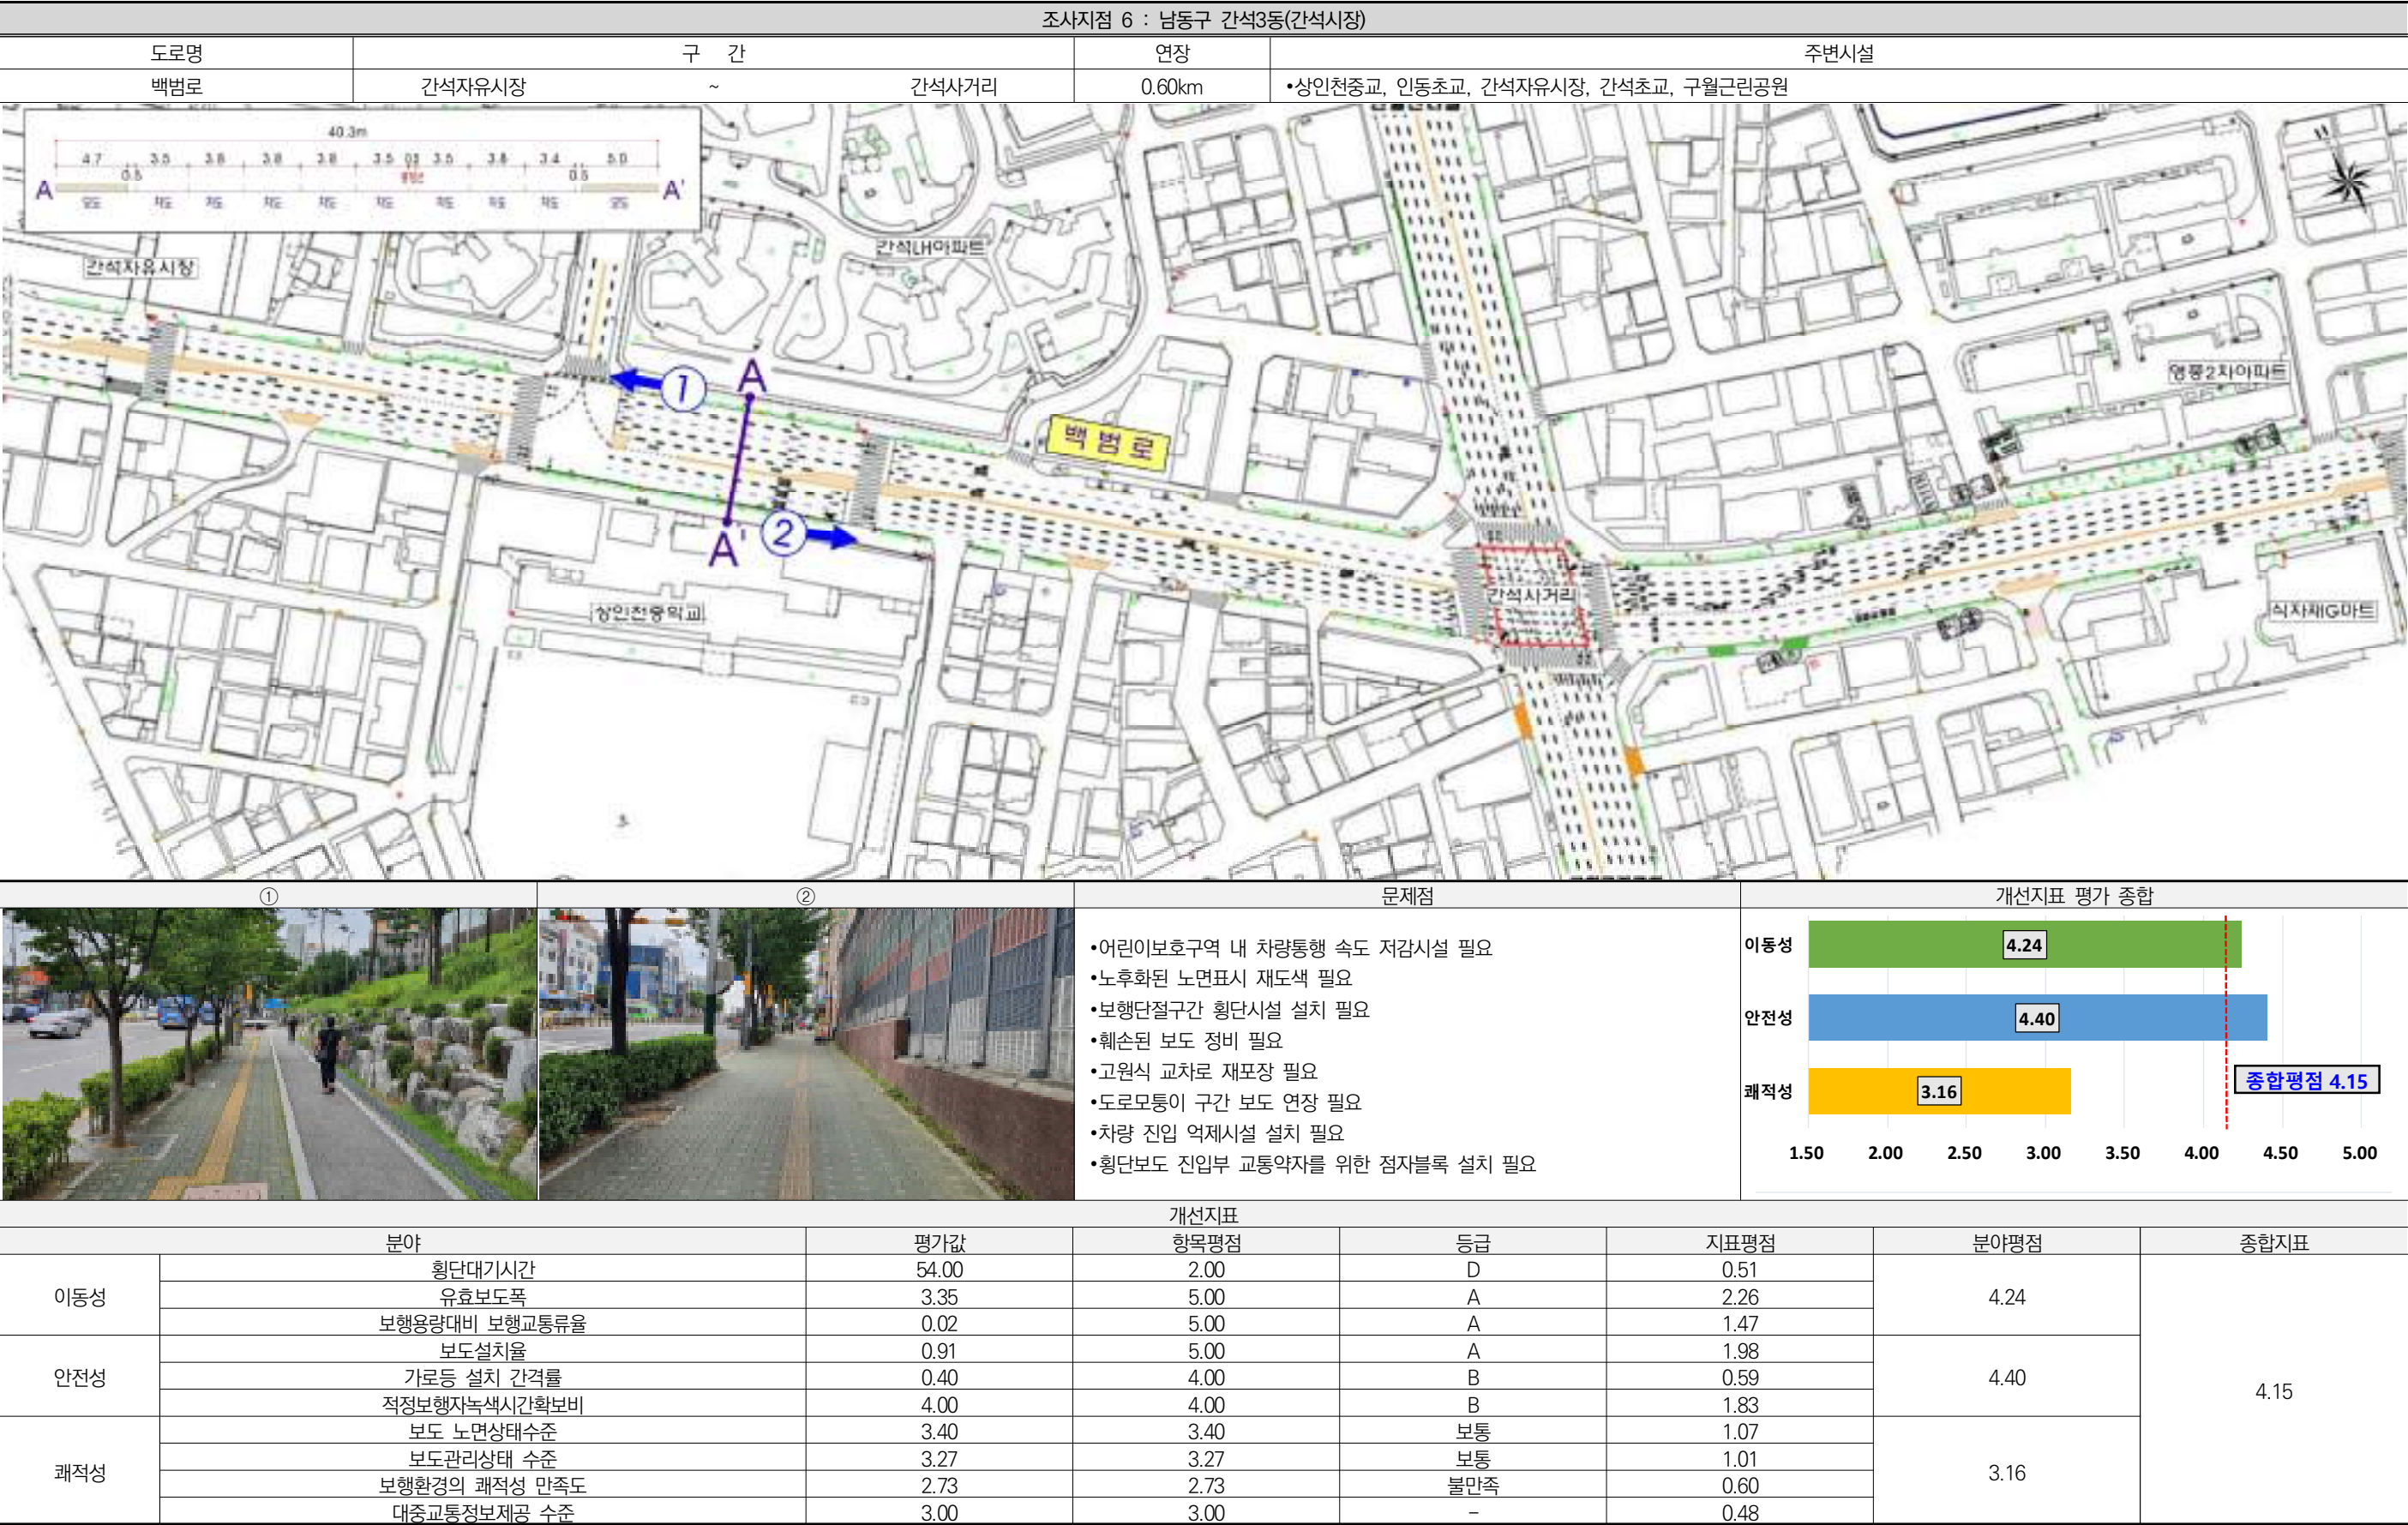 조사지점 6 : 남동구 간석3동(간석시장)
도로명 구 간 연장 주변시설
백범로 간석자유시장 ~ 간석사거리 0.60km •상인천중교, 인동초교, 간석자유시장, 간석초교, 구월근린공원
40.3m
4.7 3.5 3.8 3.8 3.8 3.5 0.5 3.5 3.8 3.4 5.0
0.5 0.5
A A'
보도 차도 차도 차도 차도 차도 차도 차도 차도 보도
간석자유시장
간석LH아파트
영풍2차아파트
① A
백범로
A' ②
간석사거리
상인천중학교
식자재G마트
① ② 문제점 개선지표 평가 종합
•어린이보호구역 내 차량통행 속도 저감시설 필요
•노후화된 노면표시 재도색 필요
•보행단절구간 횡단시설 설치 필요
•훼손된 보도 정비 필요
•고원식 교차로 재포장 필요
•도로모퉁이 구간 보도 연장 필요
•차량 진입 억제시설 설치 필요
•횡단보도 진입부 교통약자를 위한 점자블록 설치 필요
이동성 4.24
안전성 4.40
쾌적성 3.16
종합평점 4.15
1.50 2.00 2.50 3.00 3.50 4.00 4.50 5.00
개선지표
분야 평가값 항목평점 등급 지표평점 분야평점 종합지표
이동성 횡단대기시간 54.00 2.00 D 0.51 4.24 4.15
유효보도폭 3.35 5.00 A 2.26
보행용량대비 보행교통류율 0.02 5.00 A 1.47
안전성 보도설치율 0.91 5.00 A 1.98 4.40
가로등 설치 간격률 0.40 4.00 B 0.59
적정보행자녹색시간확보비 4.00 4.00 B 1.83
쾌적성 보도 노면상태수준 3.40 3.40 보통 1.07 3.16
보도관리상태 수준 3.27 3.27 보통 1.01
보행환경의 쾌적성 만족도 2.73 2.73 불만족 0.60
대중교통정보제공 수준 3.00 3.00 － 0.48